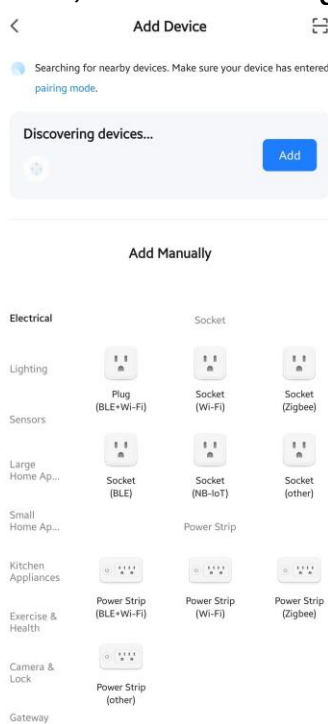 Add Device
Searching for nearby devices. Make sure your device has entered
pairing mode.
Discovering devices...
Add
Add Manually
Electrical
Socket
Lighting
Plug
(BLE+Wi-Fi)
Socket
(Wi-Fi)
Socket
(Zigbee)
Sensors
Large
Home Ap...
Socket
(BLE)
Socket
(NB-IoT)
Socket
(other)
Small
Home Ap...
Power Strip
Kitchen
Appliances
Power Strip
(BLE+Wi-Fi)
Power Strip
(Wi-Fi)
Power Strip
(Zigbee)
Exercise &
Health
Camera &
Lock
Power Strip
(other)
Gateway